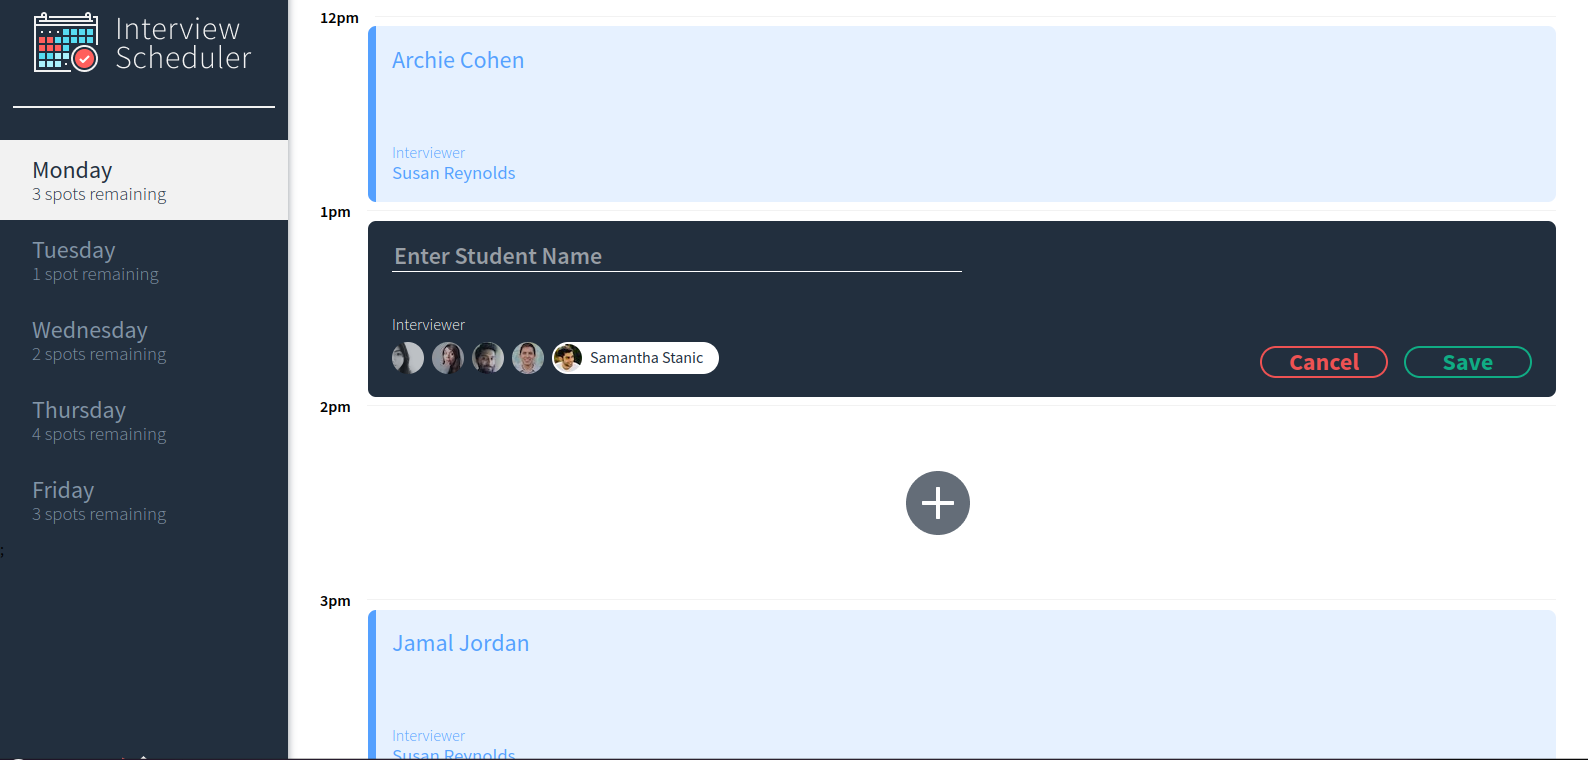 Interview
Scheduler
Monday
3 spots remaining
Tuesday
1 spot remaining
Wednesday
2 spots remaining
Thursday
4 spots remaining
Friday
3 spots remaining
;
12pm
Archie Cohen
Interviewer
Susan Reynolds
1pm
Enter Student Name
Interviewer
Samantha Stanic
Cancel
Save
2pm
3pm
Jamal Jordan
Interviewer
Susan Reynolds